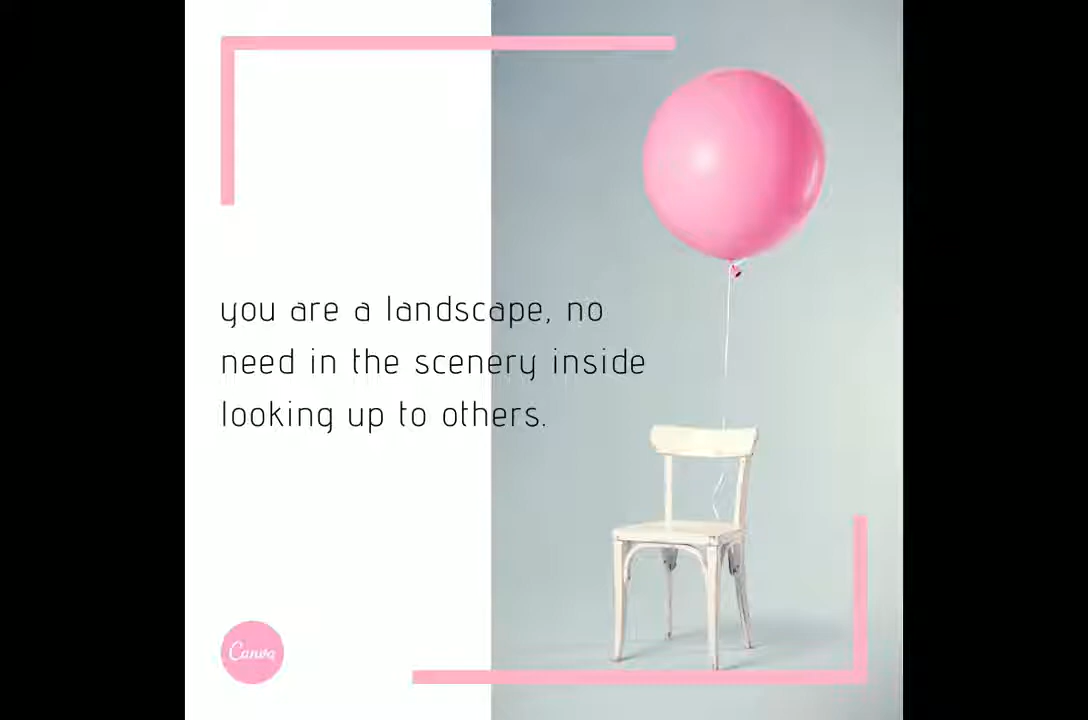 you are a landscape, no
need in the scenery inside
looking up to others.
Canva